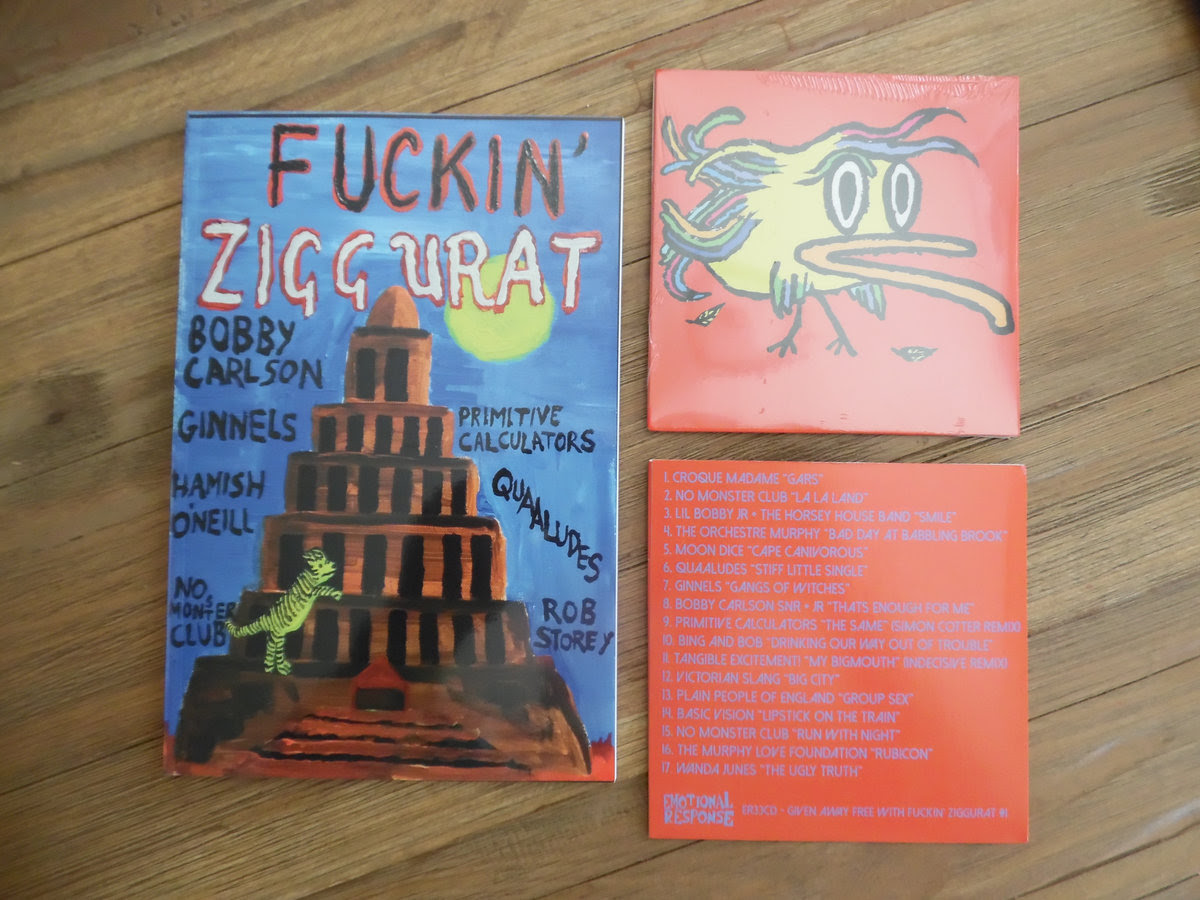 FUCKIN'
ZIGGURAT
BOBBY
CARLSON
GINNELS
HAMISH
O'NEILL
NO
MONSTER
CLUB
PRIMITIVE
CALCULATORS
QUAALUDES
ROB
STOREY
1. CROQUE MADAME "GARS"
2. NO MONSTER CLUB "LA LA LAND"
3. LIL BOBBY JR + THE HORSEY HOUSE BAND "SMILE"
4. THE ORCHESTRE MURPHY "BAD DAY AT BABBLING BROOK"
5. MOON DICE "CAPE CANIVOROUS"
6. QUAALUDES "STIFF LITTLE SINGLE"
7. GINNELS "GANGS OF WITCHES"
8. BOBBY CARLSON SNR + JR "THATS ENOUGH FOR ME"
9. PRIMITIVE CALCULATORS "THE SAME" (SIMON COTTER REMIX)
10. BING AND BOB "DRINKING OUR WAY OUT OF TROUBLE"
11. TANGIBLE EXCITEMENT! "MY BIGMOUTH" (INDECISIVE REMIX)
12. VICTORIAN SLANG "BIG CITY"
13. PLAIN PEOPLE OF ENGLAND "GROUP SEX"
14. BASIC VISION "LIPSTICK ON THE TRAIN"
15. NO MONSTER CLUB "RUN WITH NIGHT"
16. THE MURPHY LOVE FOUNDATION "RUBICON"
17. WANDA JUNES "THE UGLY TRUTH"
EMOTIONAL
RESPONSE
ER33CD - GIVEN AWAY FREE WITH FUCKIN' ZIGGURAT #1